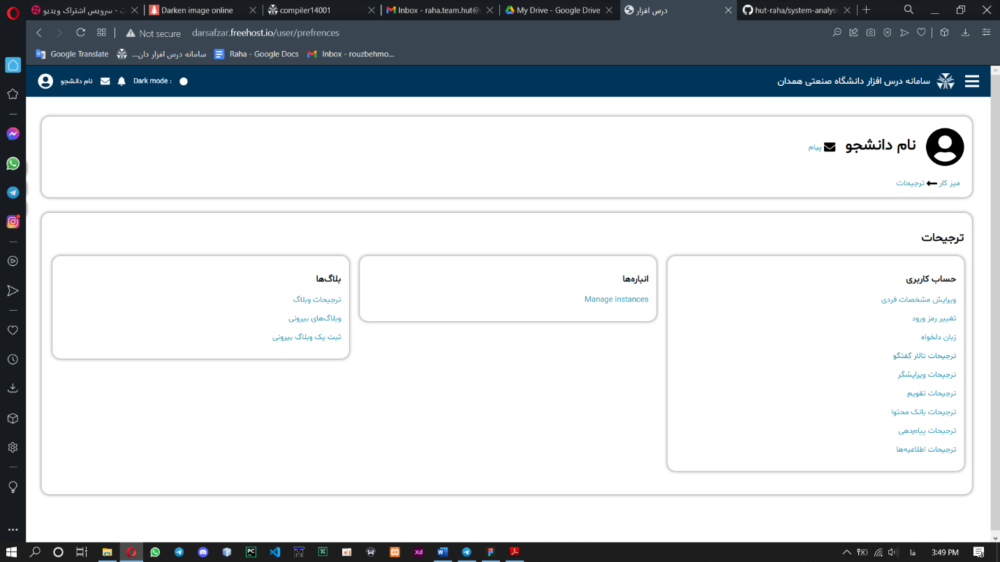 ت - سرویس اشتراک ویدیو
Darken image online
compiler14001
Inbox - raha.team.hut@g
My Drive - Google Drive
درس افزار
hut-raha/system-analys
Not secure
darsafzar.freehost.io/user/prefrences
Google Translate
سامانه درس افزار دان...
Raha - Google Docs
Inbox - rouzbehmo...
سامانه درس افزار دانشگاه صنعتی همدان
Dark mode :
نام دانشجو
نام دانشجو
پیام
میز کار
ترجیحات
ترجیحات
حساب کاربری
ویرایش مشخصات فردی
تغییر رمز ورود
زبان دلخواه
ترجیحات تالار گفتگو
ترجیحات ویرایشگر
ترجیحات تقویم
ترجیحات بانک محتوا
ترجیحات پیام‌دهی
ترجیحات اطلاعیه‌ها
انباره‌ها
Manage instances
بلاگ‌ها
ترجیحات وبلاگ
وبلاگ‌های بیرونی
ثبت یک وبلاگ بیرونی
PC
Xd
W
فا
3:49 PM
5